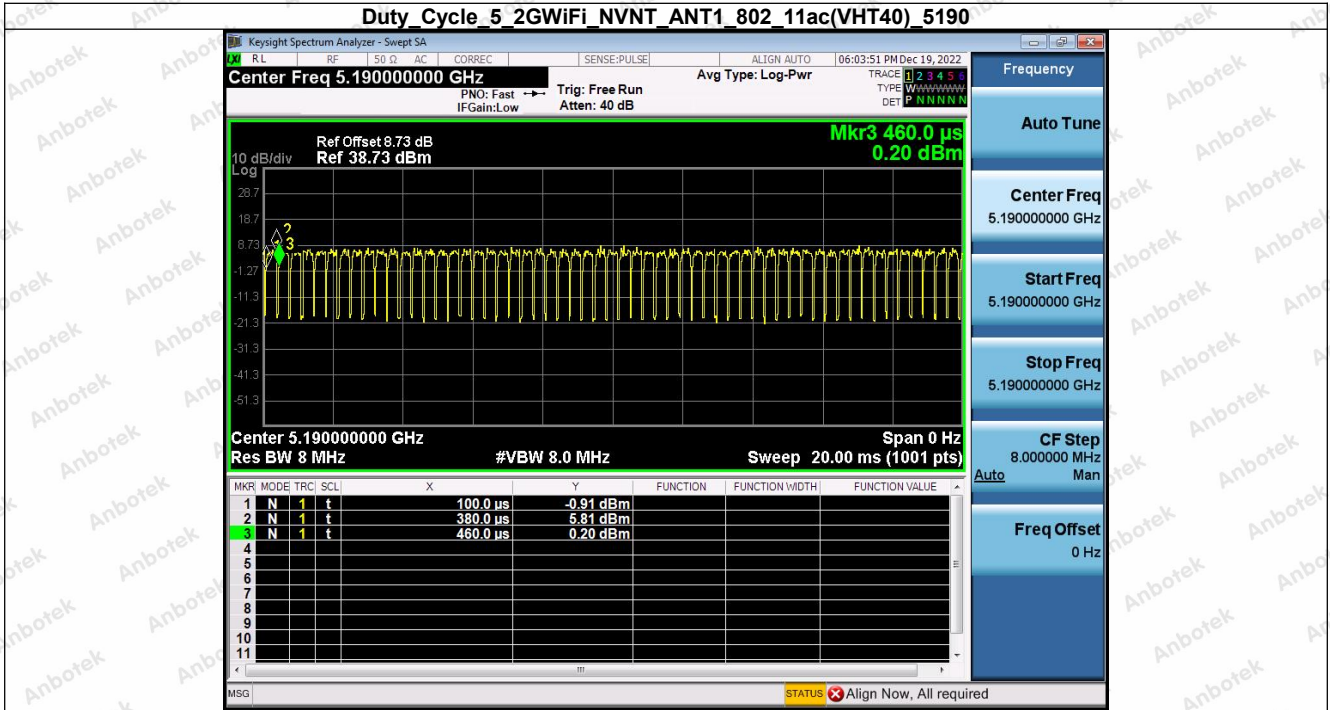 Duty_Cycle_5_2GWiFi_NVNT_ANT1_802_11ac(VHT40)_5190
Keysight Spectrum Analyzer - Swept SA
LXI RL RF 50 Ω AC CORREC SENSE:PULSE ALIGN AUTO 06:03:51 PM Dec 19, 2022
Center Freq 5.190000000 GHz Avg Type: Log-Pwr TRACE 1 2 3 4 5 6
PNO: Fast Trig: Free Run TYPE WWWWWW
IFGain:Low Atten: 40 dB DET P N N N N N
Mkr3 460.0 µs
0.20 dBm
Ref Offset 8.73 dB
10 dB/div Ref 38.73 dBm
Log
28.7
18.7
8.73
-1.27
-11.3
-21.3
-31.3
-41.3
-51.3
2
3
Center 5.190000000 GHz Span 0 Hz
Res BW 8 MHz #VBW 8.0 MHz Sweep 20.00 ms (1001 pts)
MKR MODE TRC SCL X Y FUNCTION FUNCTION WIDTH FUNCTION VALUE
1 N 1 t 100.0 µs -0.91 dBm
2 N 1 t 380.0 µs 5.81 dBm
3 N 1 t 460.0 µs 0.20 dBm
4
5
6
7
8
9
10
11
MSG STATUS Align Now, All required
Frequency
Auto Tune
Center Freq
5.190000000 GHz
Start Freq
5.190000000 GHz
Stop Freq
5.190000000 GHz
CF Step
8.000000 MHz
Auto Man
Freq Offset
0 Hz
Anbotek